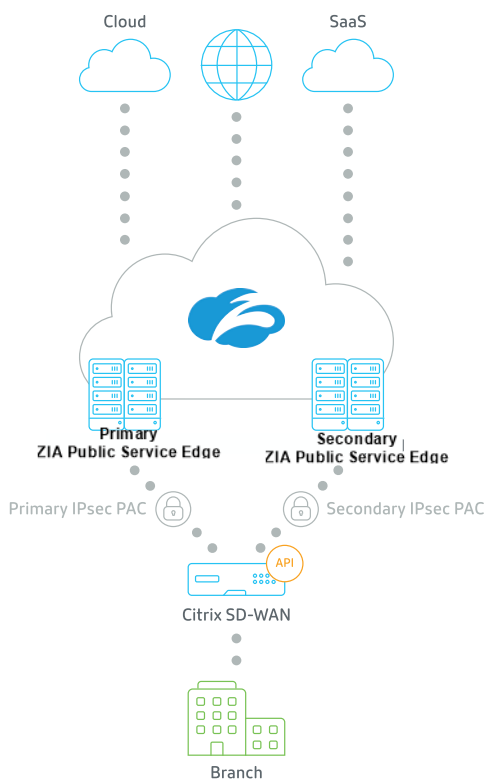 Cloud
SaaS
Primary
ZIA Public Service Edge
Secondary
ZIA Public Service Edge
Primary IPsec PAC
Secondary IPsec PAC
API
Citrix SD-WAN
Branch